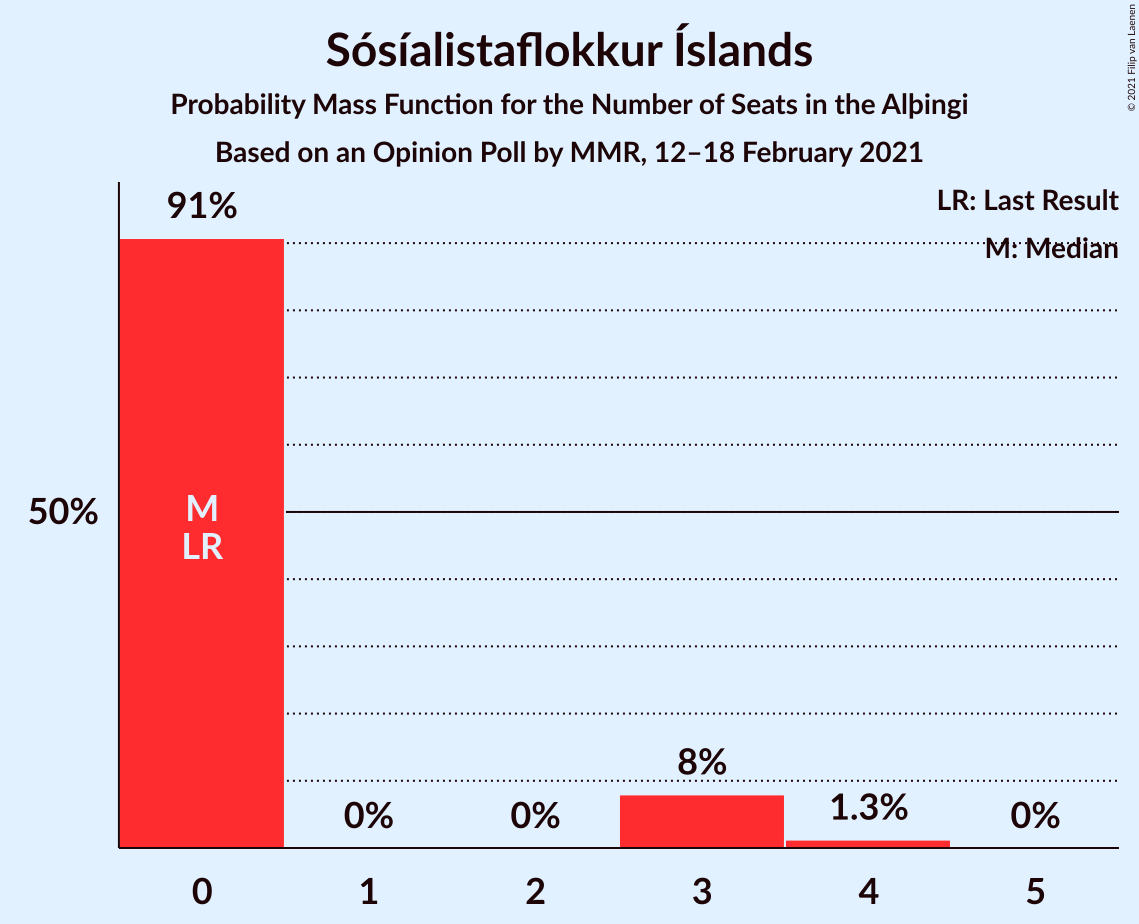 Sósíalistaflokkur Íslands
Probability Mass Function for the Number of Seats in the Alþingi
Based on an Opinion Poll by MMR, 12–18 February 2021
© 2021 Filip van Laenen
LR: Last Result
M: Median
91%
50%
M
LR
0%
0%
8%
1.3%
0%
0
1
2
3
4
5